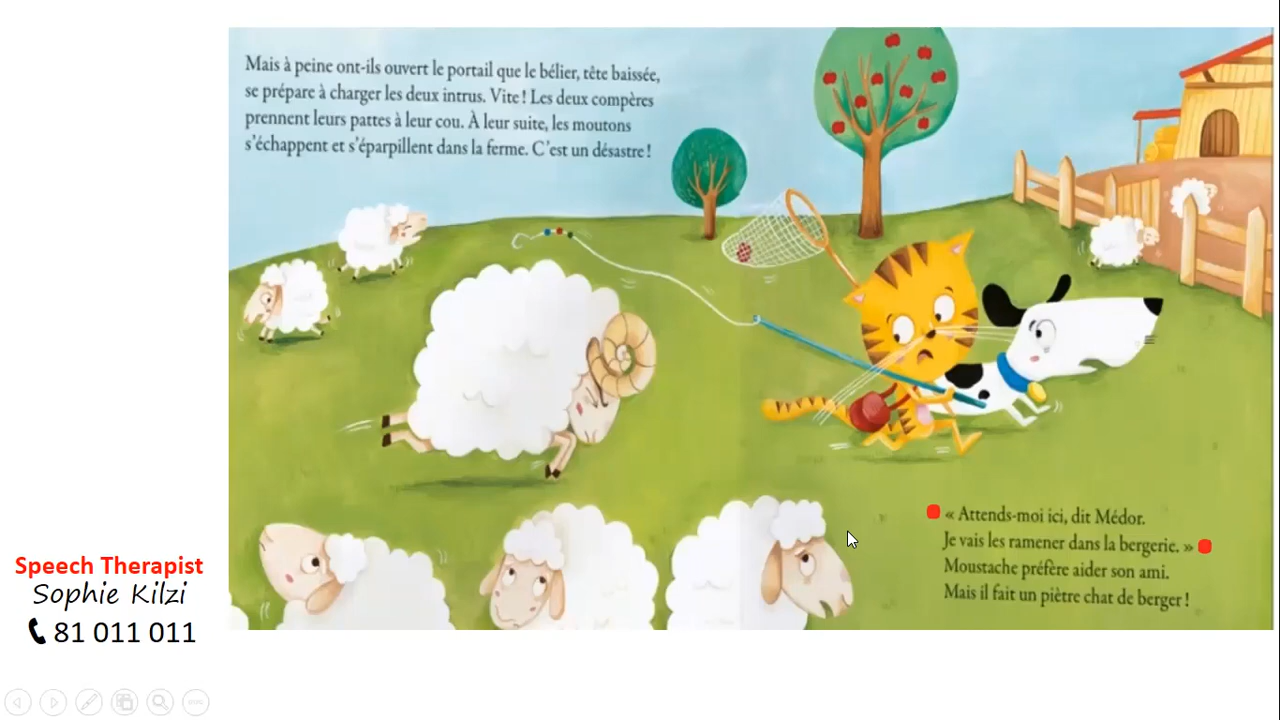 Mais à peine ont-ils ouvert le portail que le bélier, tête baissée,
se prépare à charger les deux intrus. Vite ! Les deux compères
prennent leurs pattes à leur cou. À leur suite, les moutons
s'échappent et s'éparpillent dans la ferme. C'est un désastre !
« Attends-moi ici, dit Médor.
Je vais les ramener dans la bergerie. »
Moustache préfère aider son ami.
Mais il fait un piètre chat de berger !
Speech Therapist
Sophie Kilzi
81 011 011